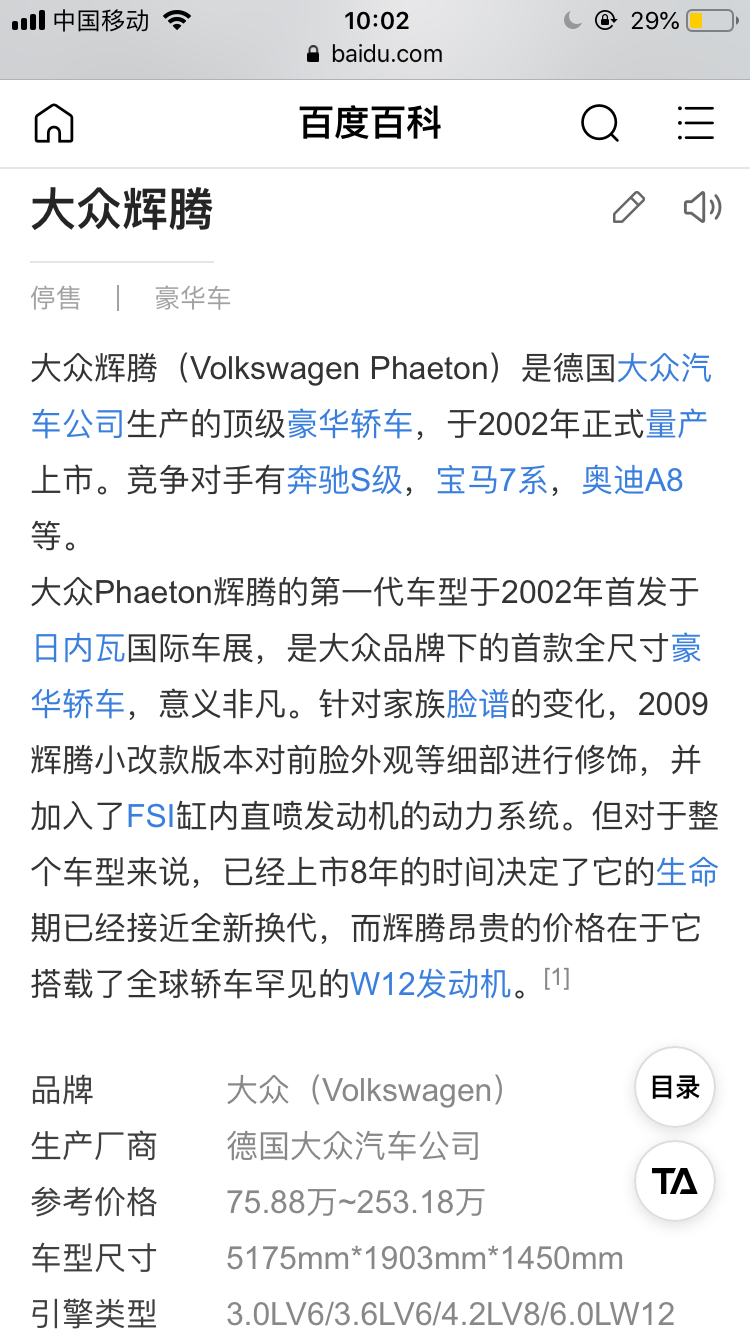 中国移动
10:02
29%
baidu.com
百度百科
大众辉腾
停售 | 豪华车
大众辉腾（Volkswagen Phaeton）是德国大众汽
车公司生产的顶级豪华轿车，于2002年正式量产
上市。竞争对手有奔驰S级，宝马7系，奥迪A8
等。
大众Phaeton辉腾的第一代车型于2002年首发于
日内瓦国际车展，是大众品牌下的首款全尺寸豪
华轿车，意义非凡。针对家族脸谱的变化，2009
辉腾小改款版本对前脸外观等细部进行修饰，并
加入了FSI缸内直喷发动机的动力系统。但对于整
个车型来说，已经上市8年的时间决定了它的生命
期已经接近全新换代，而辉腾昂贵的价格在于它
搭载了全球轿车罕见的W12发动机。[1]
品牌 大众（Volkswagen）
目录
生产厂商 德国大众汽车公司
参考价格 75.88万~253.18万
TA
车型尺寸 5175mm*1903mm*1450mm
引擎类型 3.0LV6/3.6LV6/4.2LV8/6.0LW12